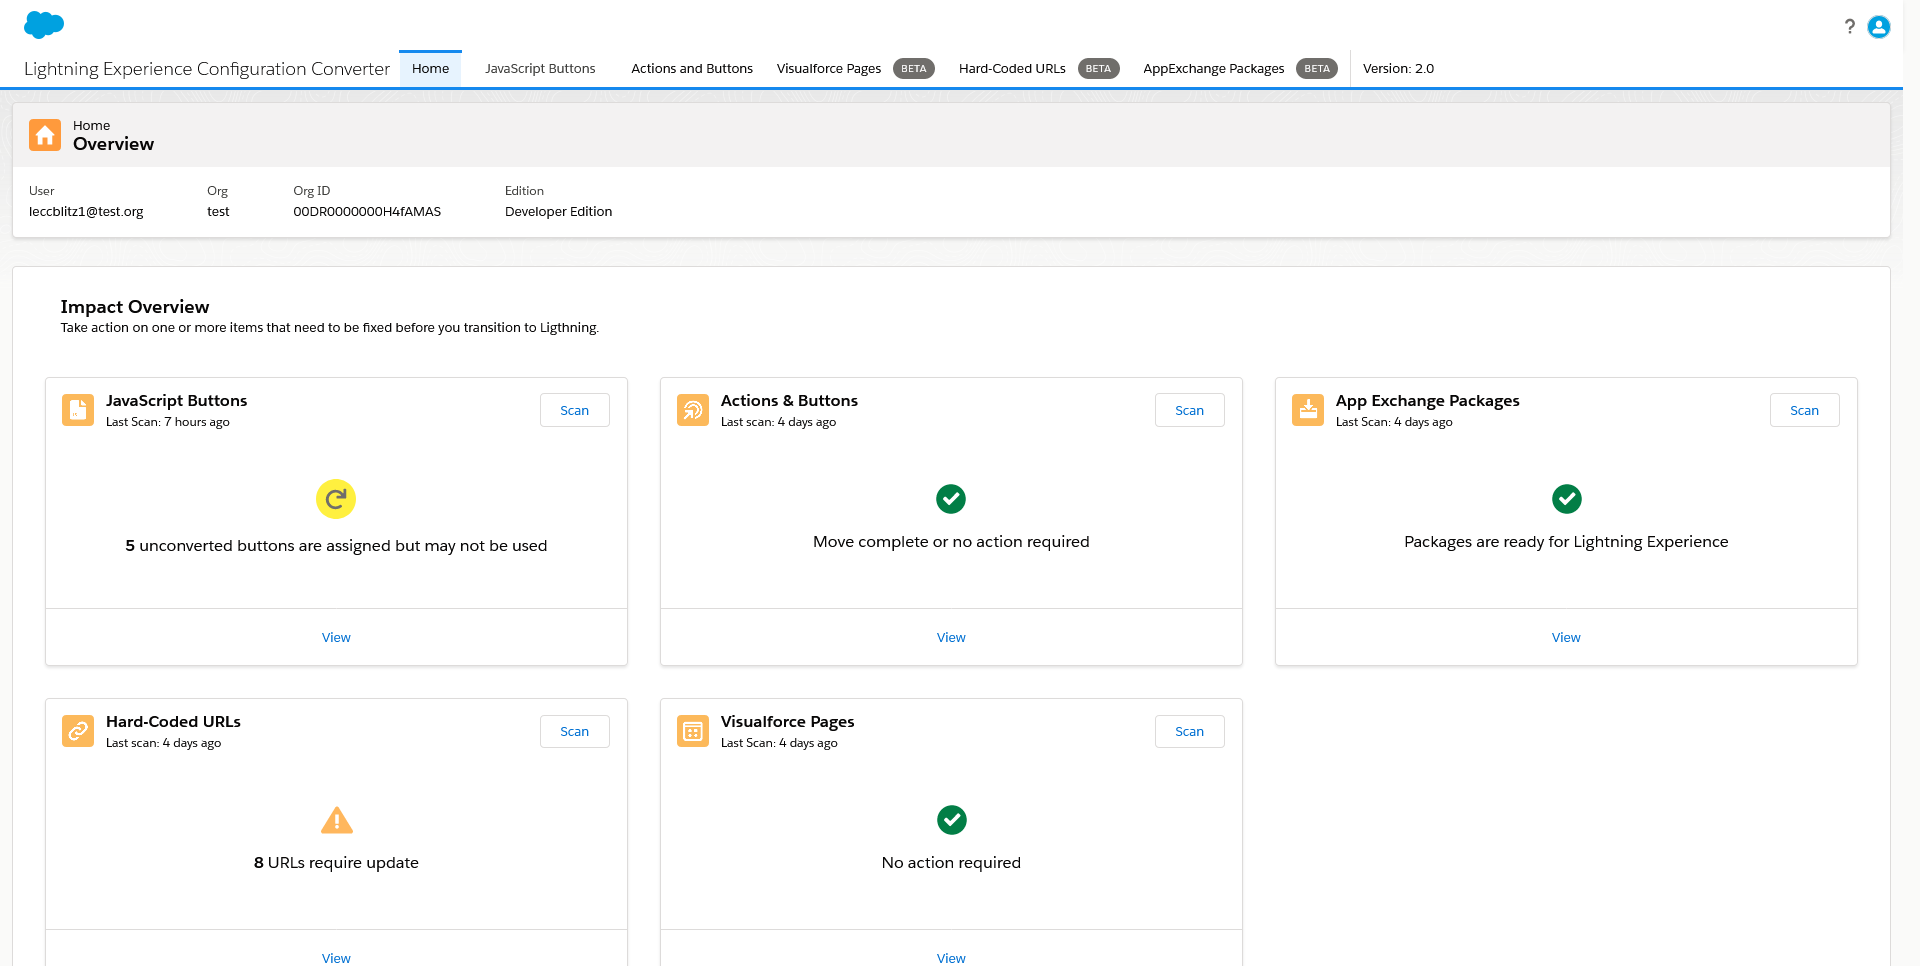 ?
Lightning Experience Configuration Converter Home JavaScript Buttons Actions and Buttons Visualforce Pages BETA Hard-Coded URLs BETA AppExchange Packages BETA Version: 2.0
Home
Overview
User Org Org ID Edition
leccblitz1@test.org test 00DR0000000H4fAMAS Developer Edition
Impact Overview
Take action on one or more items that need to be fixed before you transition to Ligthning.
JavaScript Buttons
Last Scan: 7 hours ago
Scan
5 unconverted buttons are assigned but may not be used
View
Actions & Buttons
Last scan: 4 days ago
Scan
Move complete or no action required
View
App Exchange Packages
Last Scan: 4 days ago
Scan
Packages are ready for Lightning Experience
View
Hard-Coded URLs
Last scan: 4 days ago
Scan
8 URLs require update
View
Visualforce Pages
Last Scan: 4 days ago
Scan
No action required
View